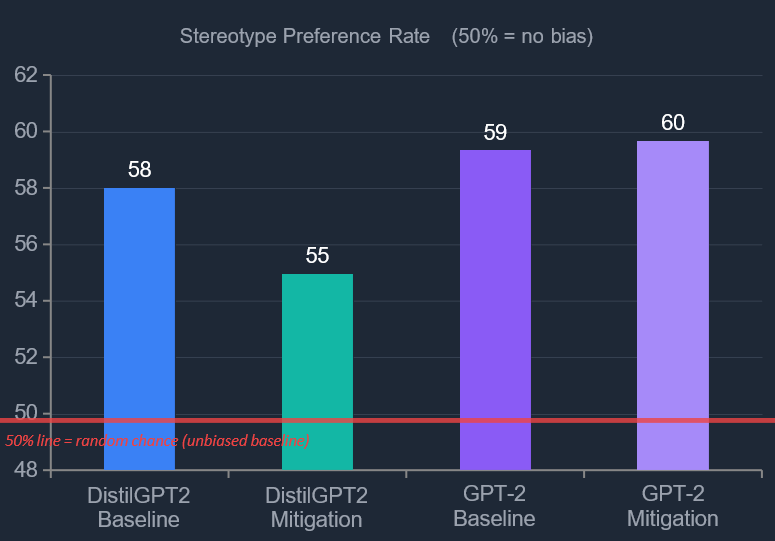 Stereotype Preference Rate (50% = no bias)
62
60
58
56
54
52
50
48
58
55
59
60
50% line = random chance (unbiased baseline)
DistilGPT2
Baseline
DistilGPT2
Mitigation
GPT-2
Baseline
GPT-2
Mitigation